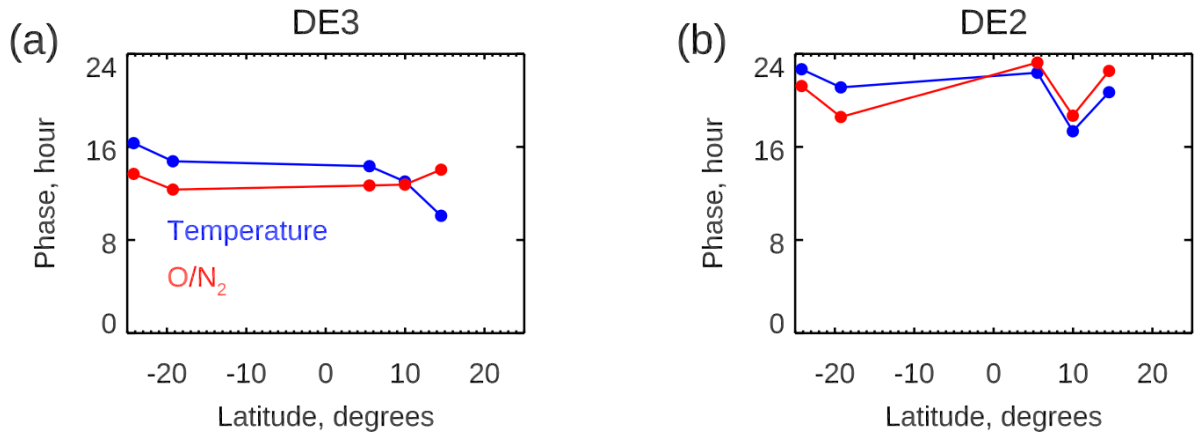 (a)
DE3
Phase, hour
24
16
8
0
Temperature
O/N₂
-20 -10 0 10 20
Latitude, degrees
(b)
DE2
Phase, hour
24
16
8
0
-20 -10 0 10 20
Latitude, degrees